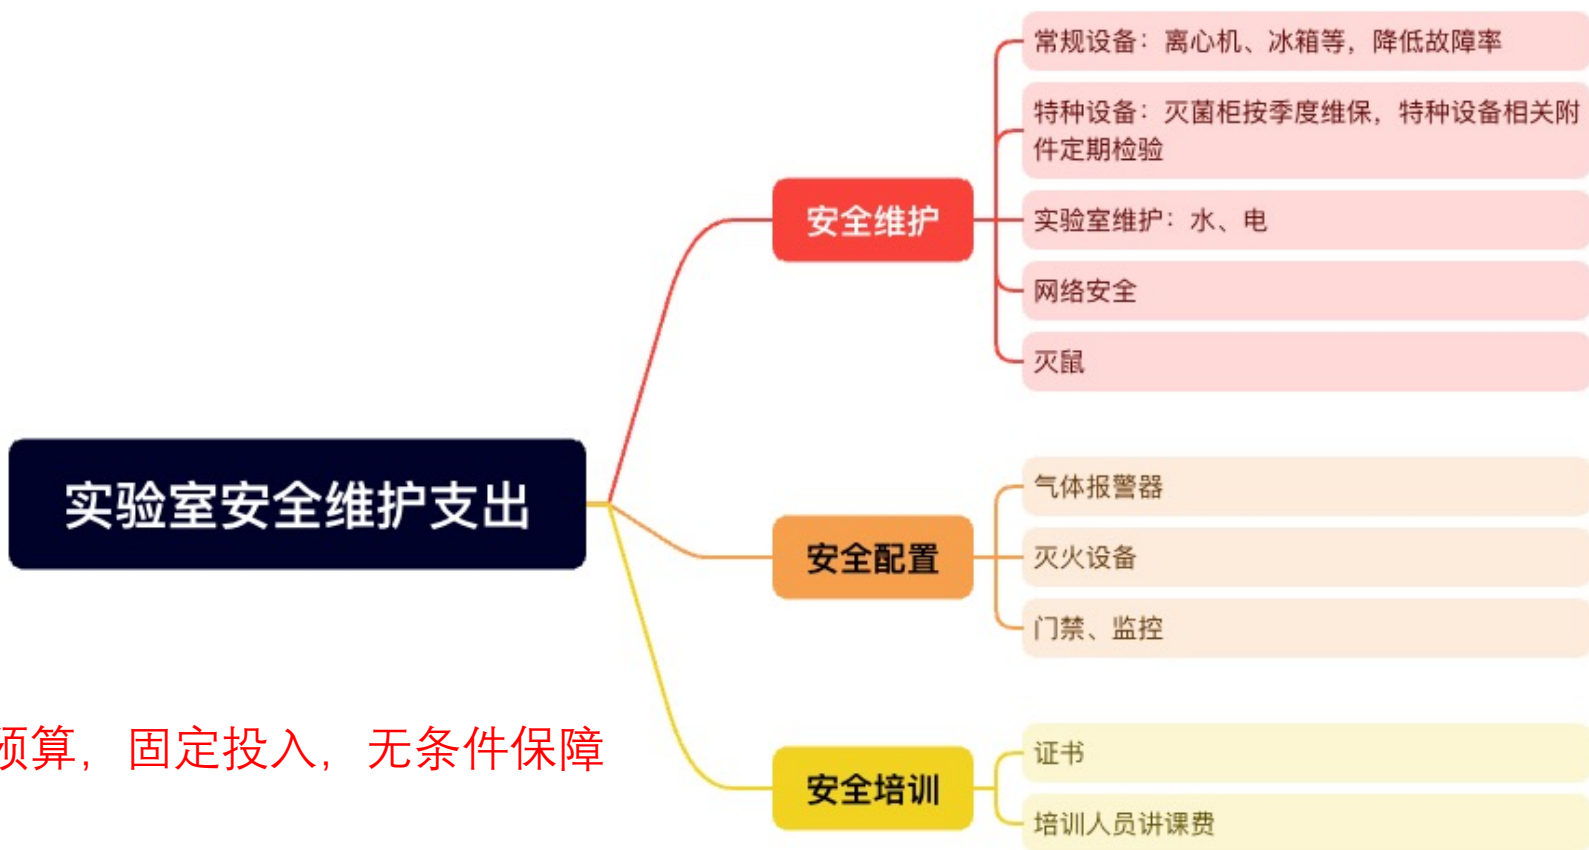 实验室安全维护支出
安全维护
常规设备：离心机、冰箱等，降低故障率
特种设备：灭菌柜按季度维保，特种设备相关附
件定期检验
实验室维护：水、电
网络安全
灭鼠
安全配置
气体报警器
灭火设备
门禁、监控
安全培训
证书
培训人员讲课费
预算，固定投入，无条件保障